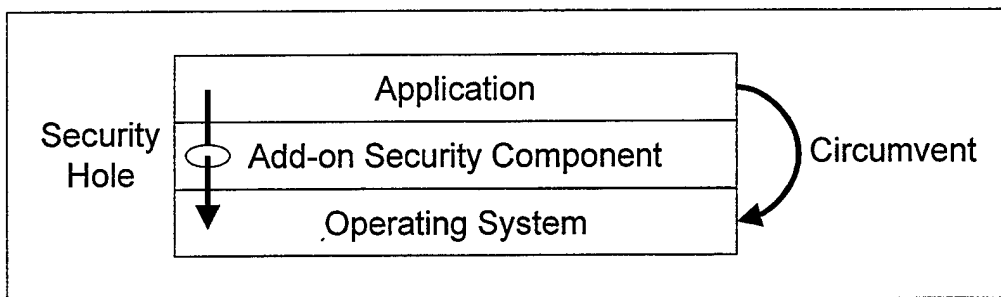 Application
Security
Hole
Add-on Security Component
Circumvent
Operating System